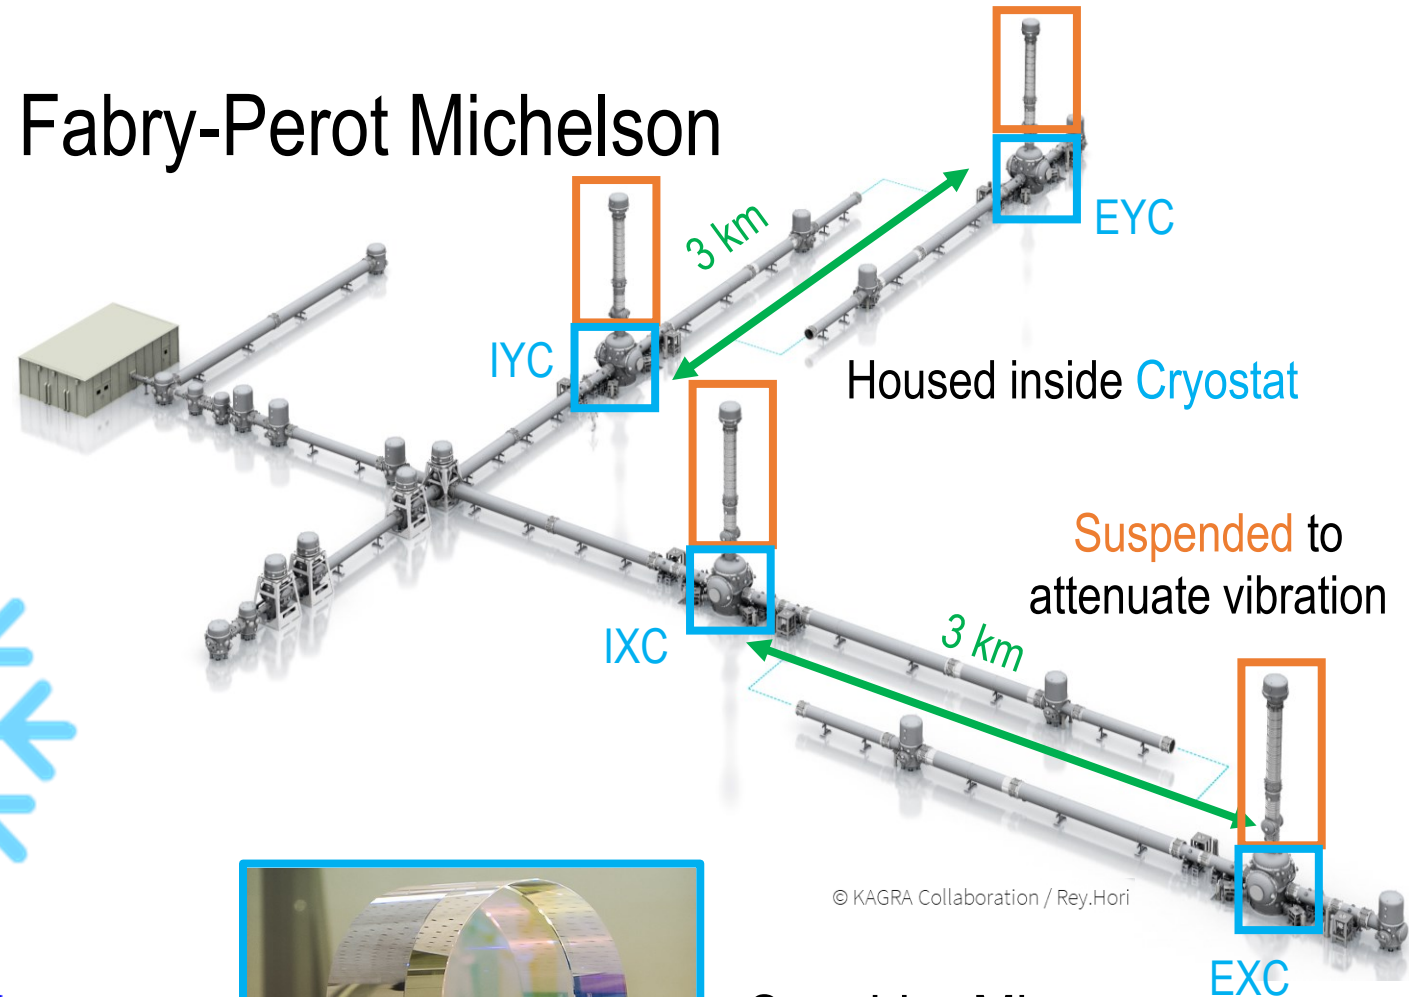 Fabry-Perot Michelson
3 km
EYC
IYC
Housed inside Cryostat
Suspended to
attenuate vibration
IXC
3 km
© KAGRA Collaboration / Rey.Hori
EXC